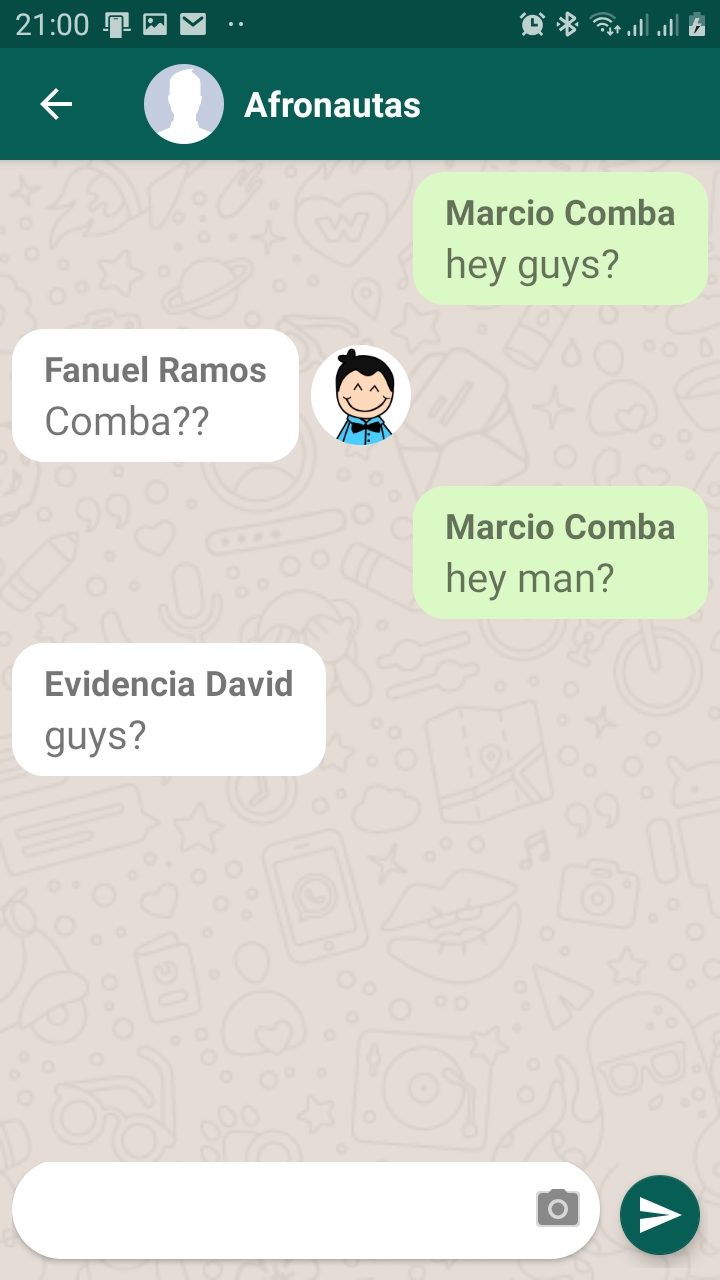 21:00
Afronautas
Marcio Comba
hey guys?
Fanuel Ramos
Comba??
Marcio Comba
hey man?
Evidencia David
guys?